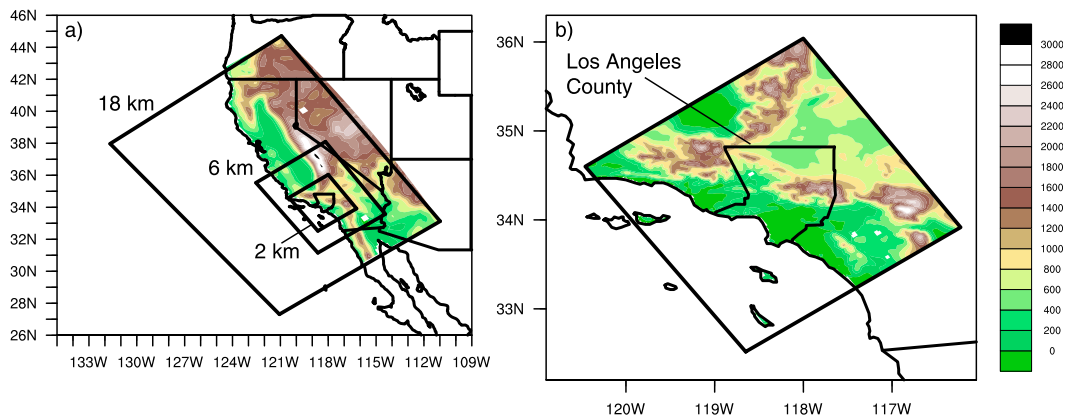 a)
46N
44N
42N
40N
38N
36N
34N
32N
30N
28N
26N
18 km
6 km
2 km
133W 130W 127W 124W 121W 118W 115W 112W 109W
b)
36N
35N
34N
33N
Los Angeles
County
120W 119W 118W 117W
3000
2800
2600
2400
2200
2000
1800
1600
1400
1200
1000
800
600
400
200
0